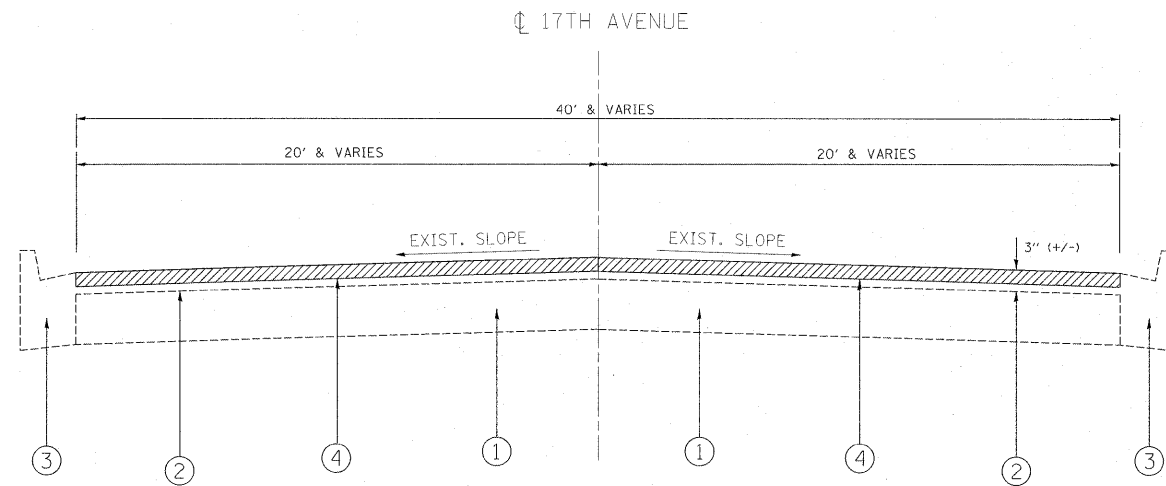 ℄ 17TH AVENUE
40' & VARIES
20' & VARIES 20' & VARIES
EXIST. SLOPE EXIST. SLOPE 3" (+/-)
3 2 4 1 1 4 2 3